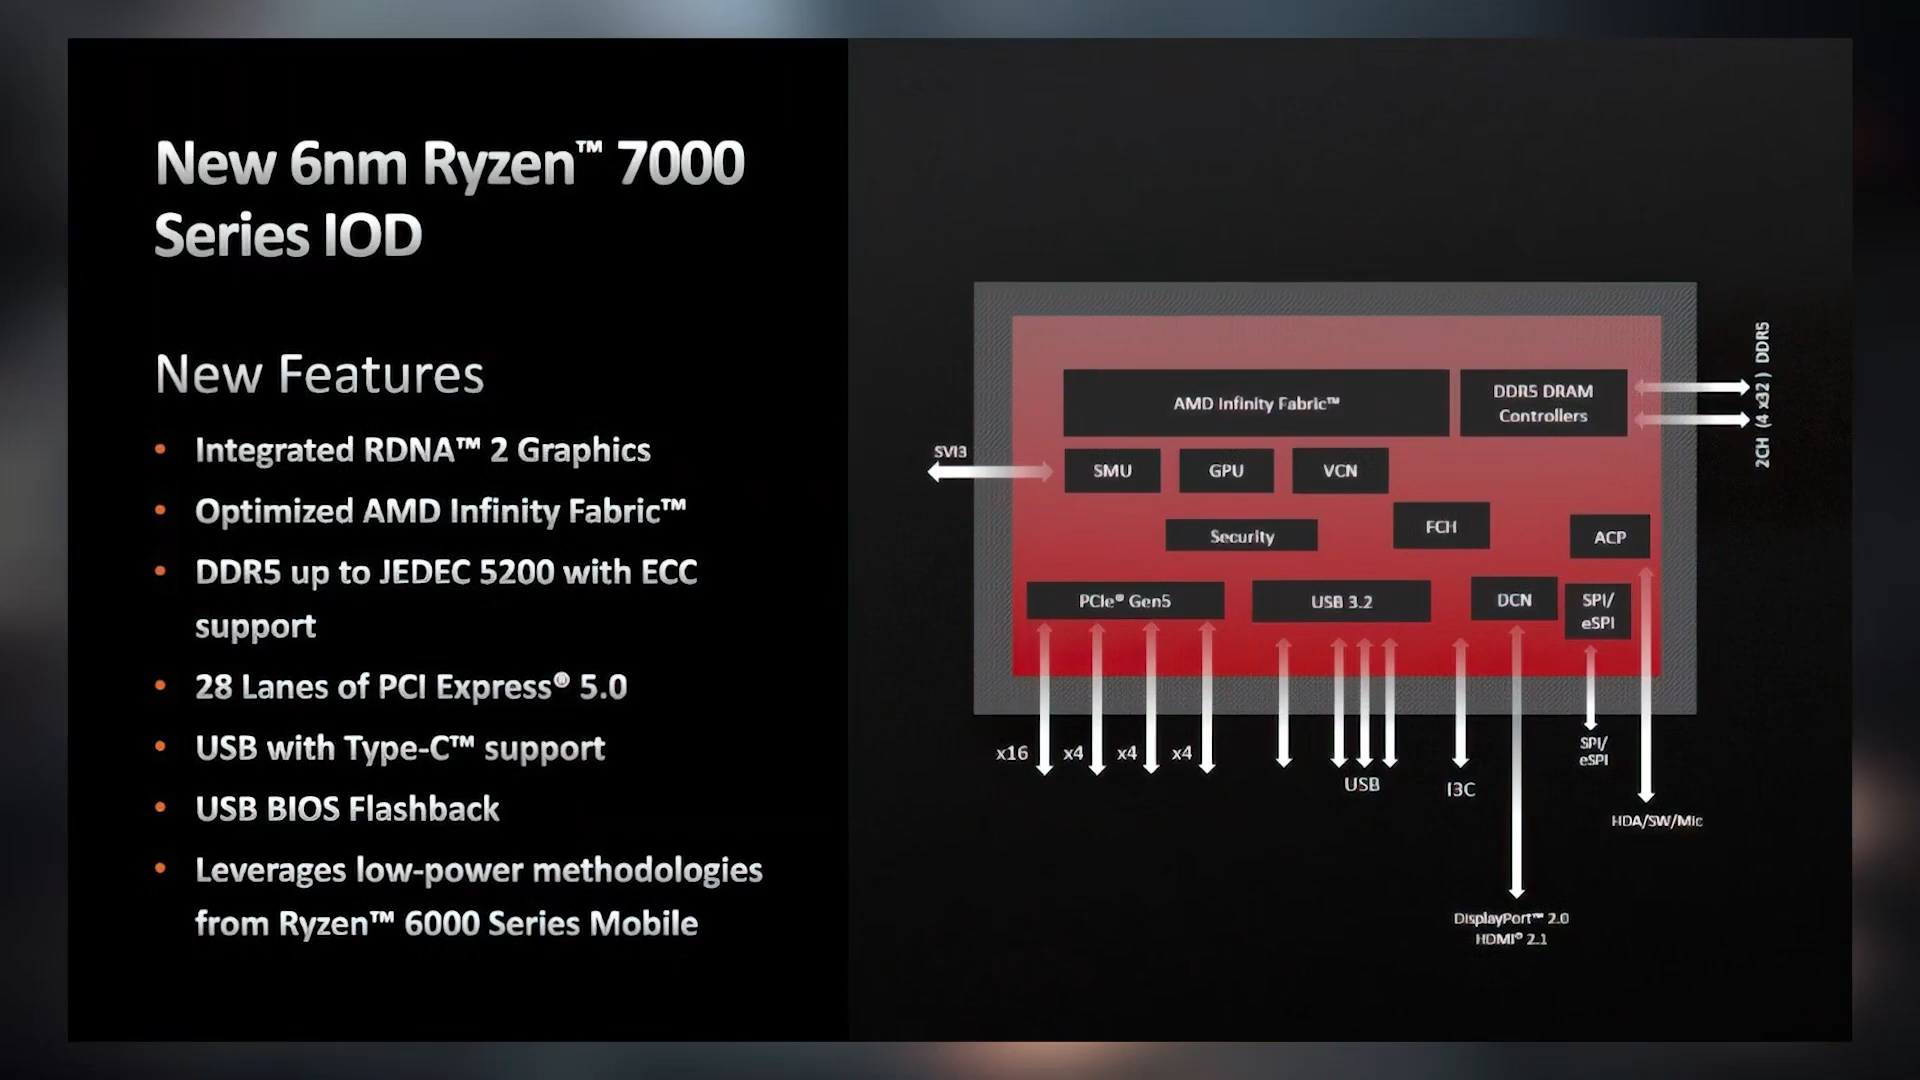 New 6nm Ryzen™ 7000
Series IOD
New Features
• Integrated RDNA™ 2 Graphics
• Optimized AMD Infinity Fabric™
• DDR5 up to JEDEC 5200 with ECC
support
• 28 Lanes of PCI Express® 5.0
• USB with Type-C™ support
• USB BIOS Flashback
• Leverages low-power methodologies
from Ryzen™ 6000 Series Mobile
AMD Infinity Fabric™
DDR5 DRAM
Controllers
2CH (4 x32) DDR5
SVI3
SMU
GPU
VCN
Security
FCH
ACP
PCIe® Gen5
USB 3.2
DCN
SPI/
eSPI
x16
x4
x4
x4
USB
I3C
SPI/
eSPI
HDA/SW/Mic
DisplayPort™ 2.0
HDMI® 2.1